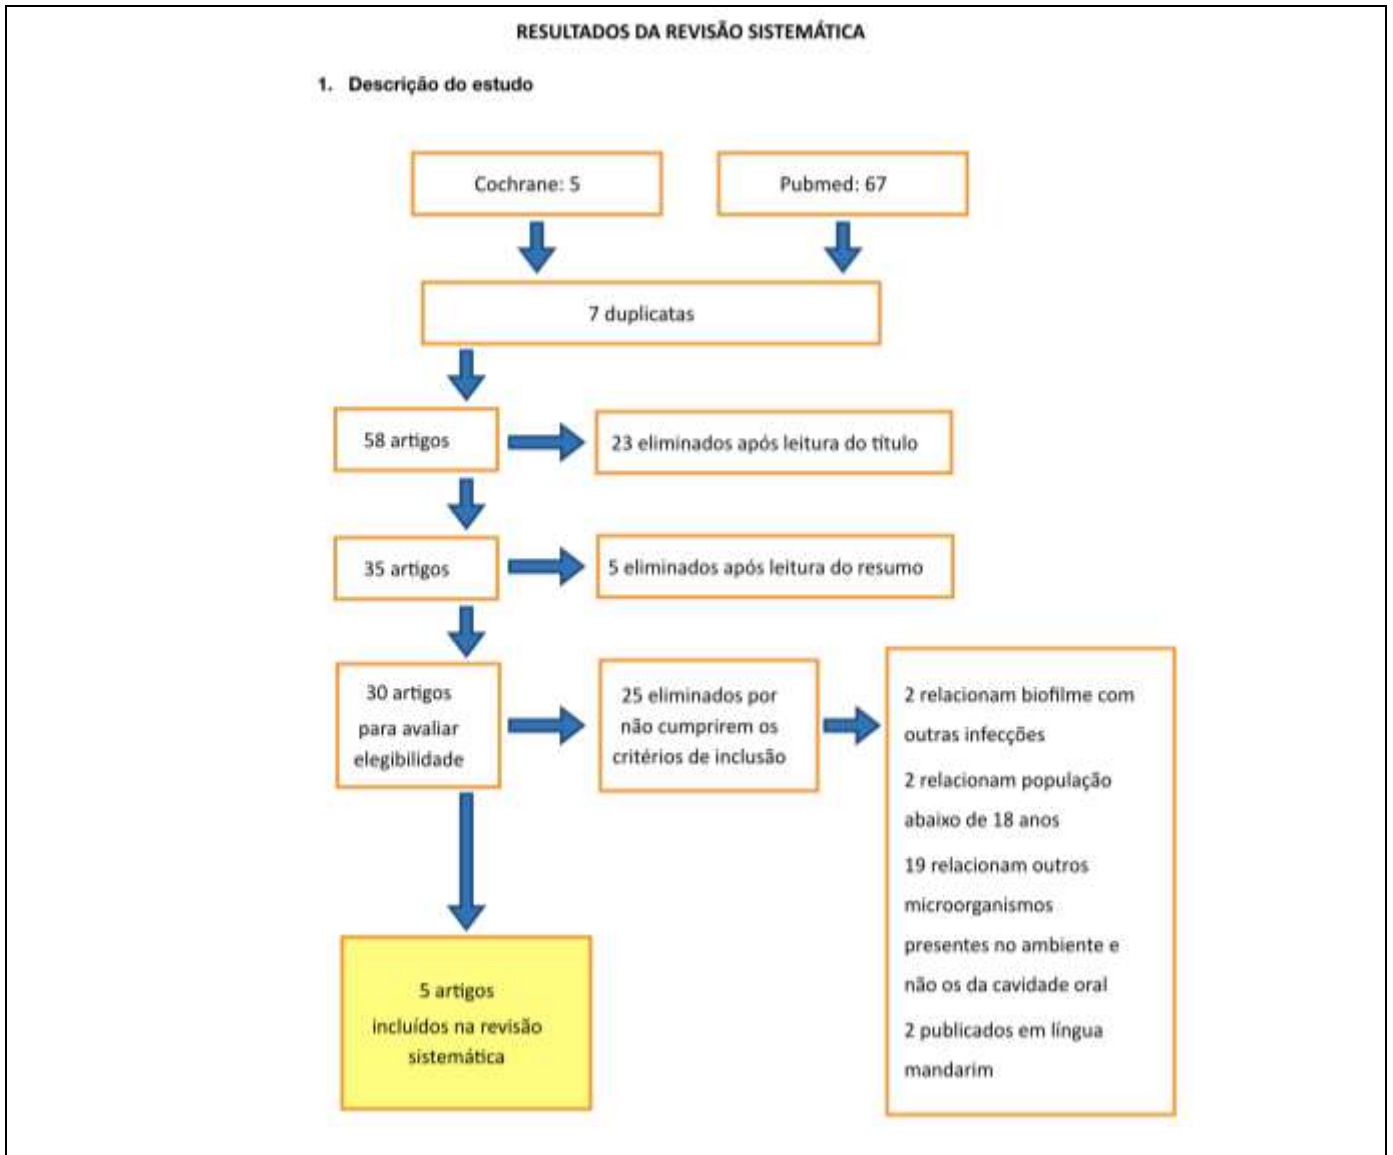 RESULTADOS DA REVISÃO SISTEMÁTICA
1. Descrição do estudo
Cochrane: 5
Pubmed: 67
7 duplicatas
58 artigos
23 eliminados após leitura do título
35 artigos
5 eliminados após leitura do resumo
30 artigos
para avaliar
elegibilidade
25 eliminados por
não cumprirem os
critérios de inclusão
2 relacionam biofilme com
outras infecções
2 relacionam população
abaixo de 18 anos
19 relacionam outros
microorganismos
presentes no ambiente e
não os da cavidade oral
2 publicados em língua
mandarim
5 artigos
incluídos na revisão
sistemática